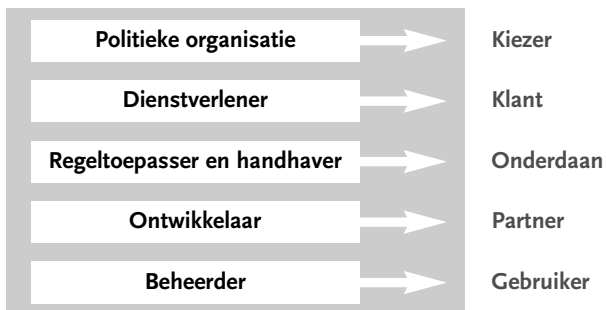 Politieke organisatie Kiezer
Dienstverlener Klant
Regeltoepasser en handhaver Onderdaan
Ontwikkelaar Partner
Beheerder Gebruiker